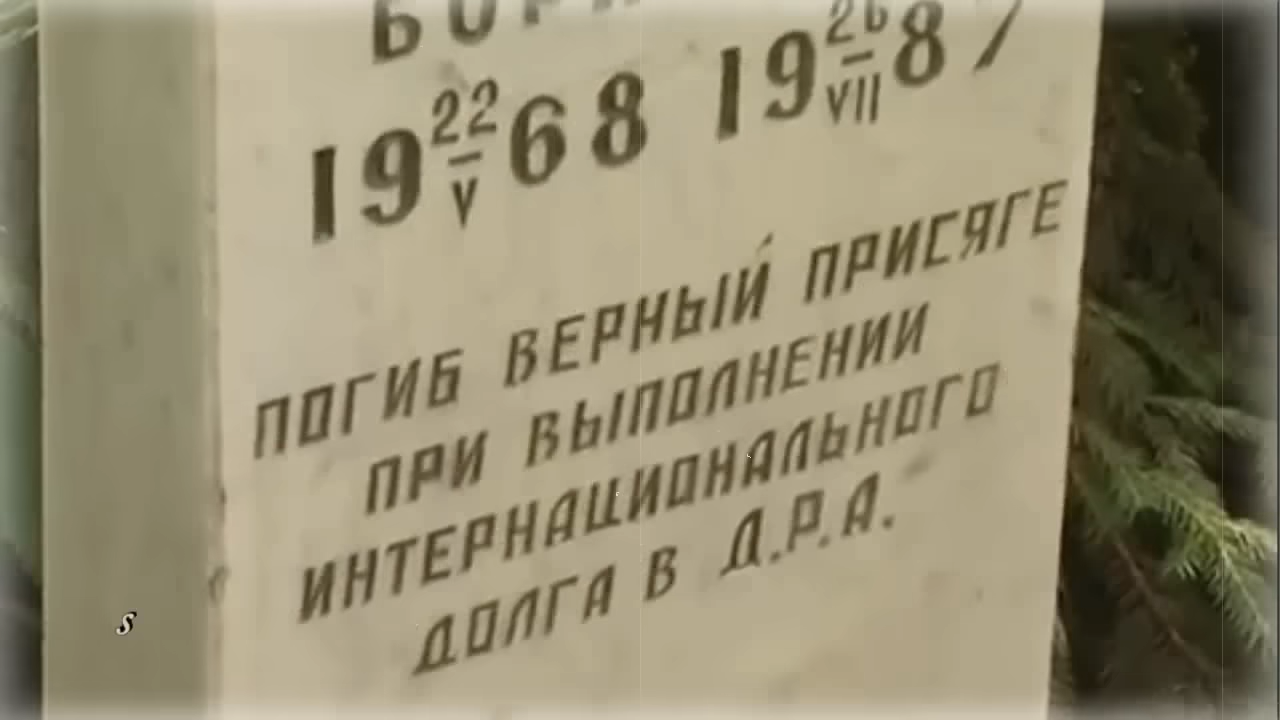 19 22/V 68 19 26/VII 87
ПОГИБ ВЕРНЫЙ ПРИСЯГЕ
ПРИ ВЫПОЛНЕНИИ
ИНТЕРНАЦИОНАЛЬНОГО
ДОЛГА В Д.Р.А.
S